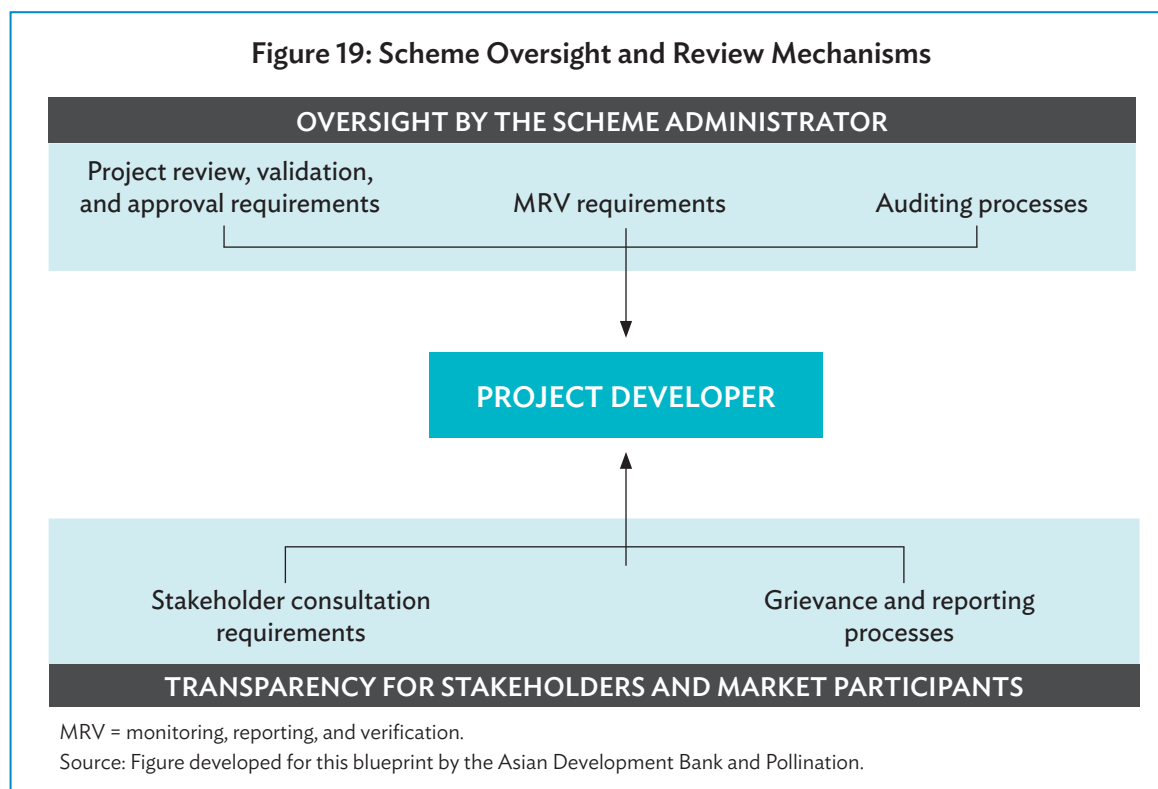 Figure 19: Scheme Oversight and Review Mechanisms
OVERSIGHT BY THE SCHEME ADMINISTRATOR
Project review, validation,
and approval requirements
MRV requirements
Auditing processes
PROJECT DEVELOPER
Stakeholder consultation
requirements
Grievance and reporting
processes
TRANSPARENCY FOR STAKEHOLDERS AND MARKET PARTICIPANTS
MRV = monitoring, reporting, and verification.
Source: Figure developed for this blueprint by the Asian Development Bank and Pollination.